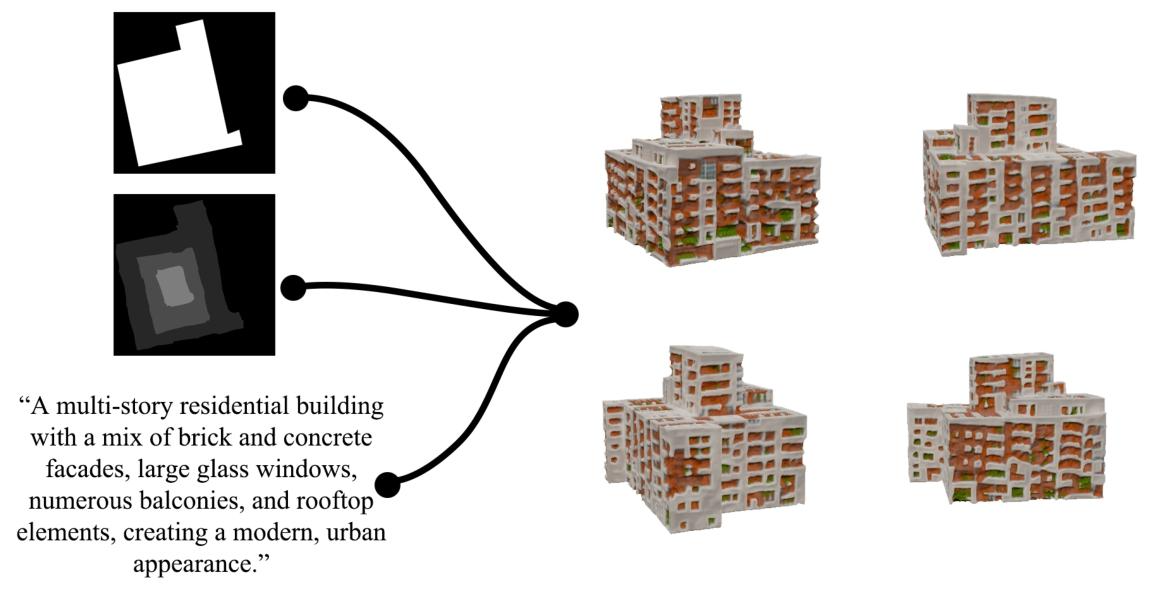 “A multi-story residential building
with a mix of brick and concrete
facades, large glass windows,
numerous balconies, and rooftop
elements, creating a modern, urban
appearance.”